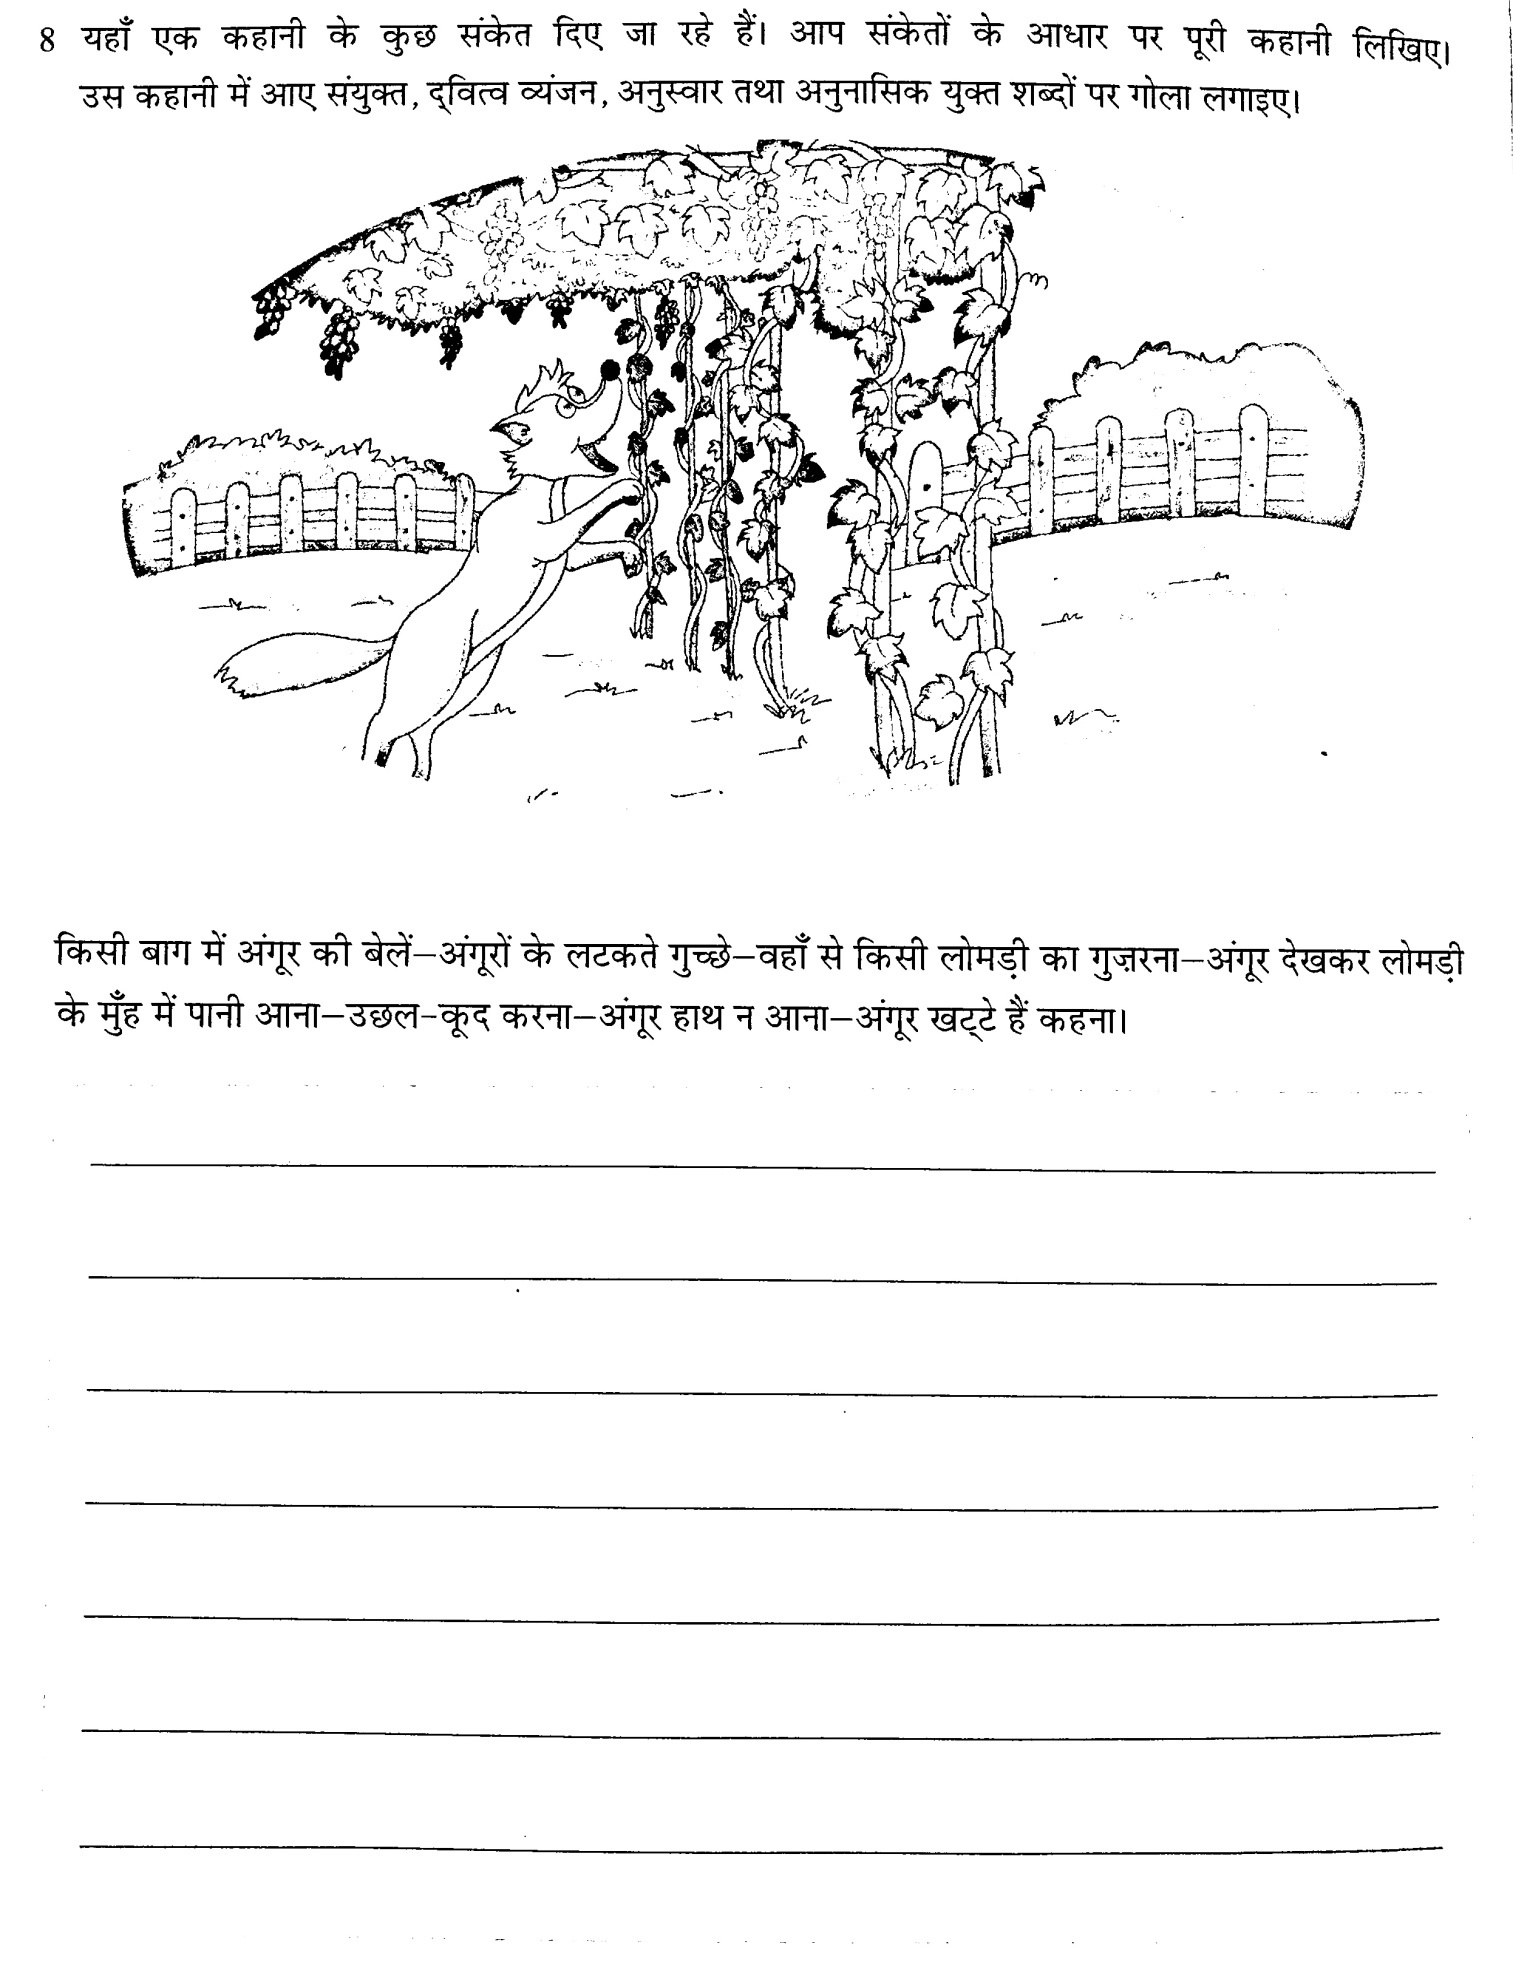 8 यहाँ एक कहानी के कुछ संकेत दिए जा रहे हैं। आप संकेतों के आधार पर पूरी कहानी लिखिए।
उस कहानी में आए संयुक्त, द्‌वित्व व्यंजन, अनुस्वार तथा अनुनासिक युक्त शब्दों पर गोला लगाइए।
किसी बाग में अंगूर की बेलें–अंगूरों के लटकते गुच्छे–वहाँ से किसी लोमड़ी का गुज़रना–अंगूर देखकर लोमड़ी
के मुँह में पानी आना–उछल-कूद करना–अंगूर हाथ न आना–अंगूर खट्‌टे हैं कहना।